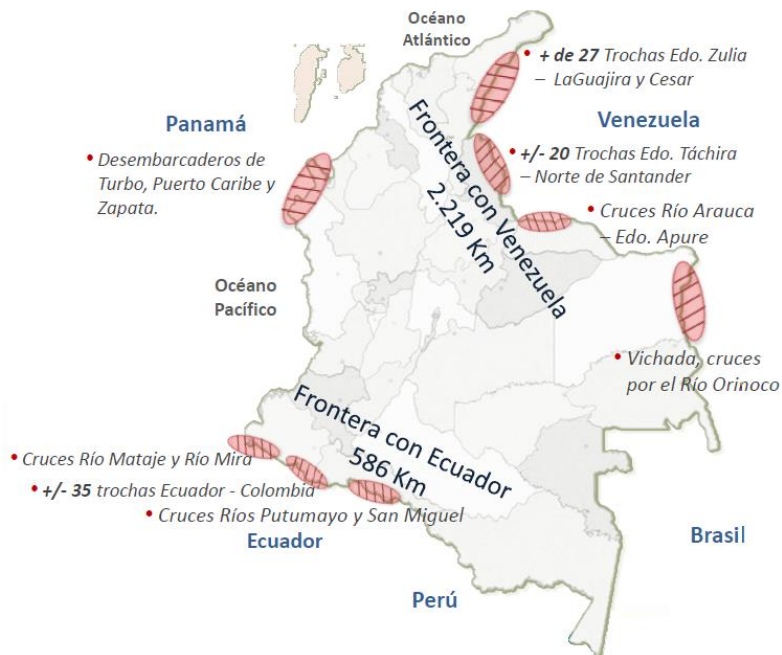 Océano
Atlántico
• + de 27 Trochas Edo. Zulia
– LaGuajira y Cesar
Panamá
Venezuela
• Desembarcaderos de
Turbo, Puerto Caribe y
Zapata.
• +/- 20 Trochas Edo. Táchira
– Norte de Santander
Frontera con Venezuela
2.219 Km
• Cruces Río Arauca
– Edo. Apure
Océano
Pacífico
• Vichada, cruces
por el Río Orinoco
Frontera con Ecuador
586 Km
• Cruces Río Mataje y Río Mira
• +/- 35 trochas Ecuador - Colombia
• Cruces Ríos Putumayo y San Miguel
Ecuador
Brasil
Perú